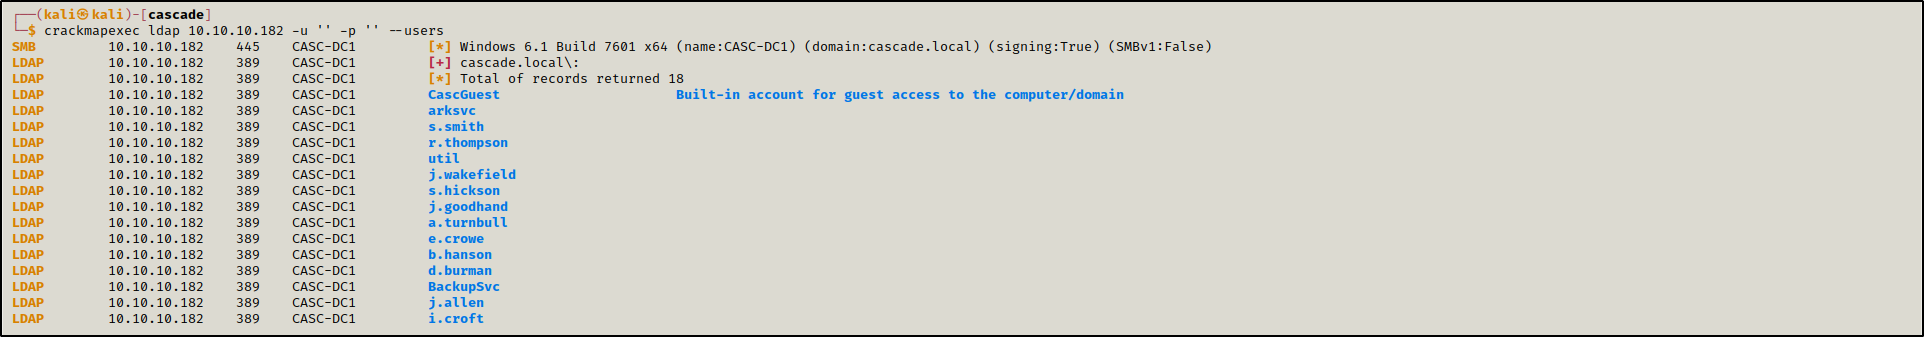 ┌──(kali㉿kali)-[cascade]
└─$ crackmapexec ldap 10.10.10.182 -u '' -p '' --users
SMB         10.10.10.182    445    CASC-DC1         [*] Windows 6.1 Build 7601 x64 (name:CASC-DC1) (domain:cascade.local) (signing:True) (SMBv1:False)
LDAP        10.10.10.182    389    CASC-DC1         [+] cascade.local\:
LDAP        10.10.10.182    389    CASC-DC1         [*] Total of records returned 18
LDAP        10.10.10.182    389    CASC-DC1         CascGuest                      Built-in account for guest access to the computer/domain
LDAP        10.10.10.182    389    CASC-DC1         arksvc
LDAP        10.10.10.182    389    CASC-DC1         s.smith
LDAP        10.10.10.182    389    CASC-DC1         r.thompson
LDAP        10.10.10.182    389    CASC-DC1         util
LDAP        10.10.10.182    389    CASC-DC1         j.wakefield
LDAP        10.10.10.182    389    CASC-DC1         s.hickson
LDAP        10.10.10.182    389    CASC-DC1         j.goodhand
LDAP        10.10.10.182    389    CASC-DC1         a.turnbull
LDAP        10.10.10.182    389    CASC-DC1         e.crowe
LDAP        10.10.10.182    389    CASC-DC1         b.hanson
LDAP        10.10.10.182    389    CASC-DC1         d.burman
LDAP        10.10.10.182    389    CASC-DC1         BackupSvc
LDAP        10.10.10.182    389    CASC-DC1         j.allen
LDAP        10.10.10.182    389    CASC-DC1         i.croft